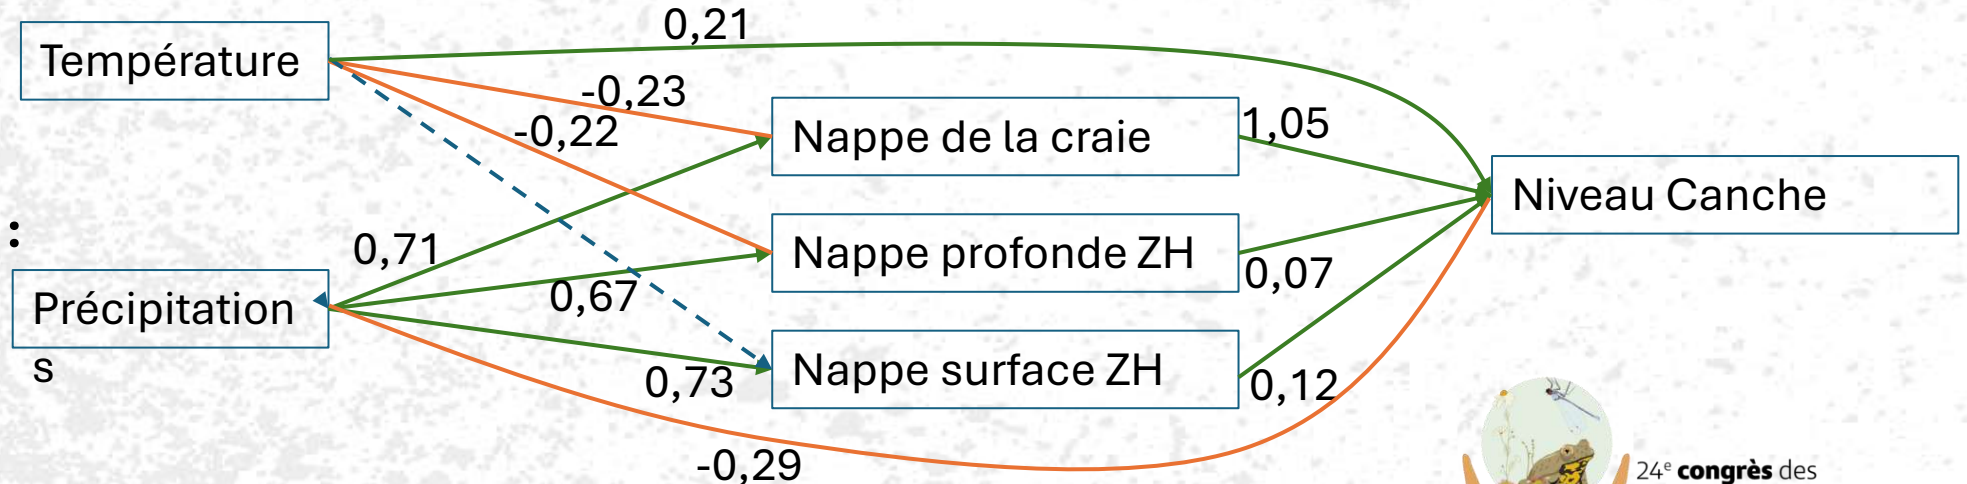 0,21
Température
-0,23
-0,22
Nappe de la craie
1,05
Niveau Canche
:
0,71
Nappe profonde ZH
0,07
Précipitation
s
0,67
0,73
Nappe surface ZH
0,12
-0,29
24e congrès des